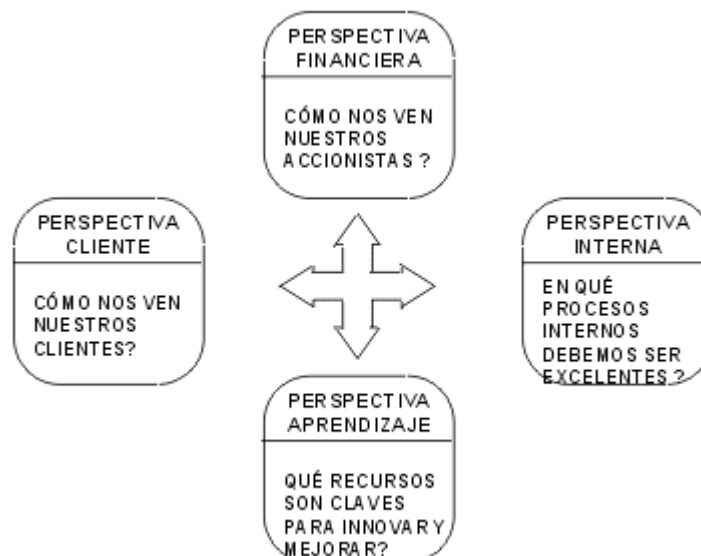 PERSPECTIVA
FINANCIERA
CÓMO NOS VEN
NUESTROS
ACCIONISTAS ?
PERSPECTIVA
CLIENTE
CÓMO NOS VEN
NUESTROS
CLIENTES?
PERSPECTIVA
INTERNA
EN QUÉ
PROCESOS
INTERNOS
DEBEMOS SER
EXCELENTES ?
PERSPECTIVA
APRENDIZAJE
QUÉ RECURSOS
SON CLAVES
PARA INNOVAR Y
MEJORAR?